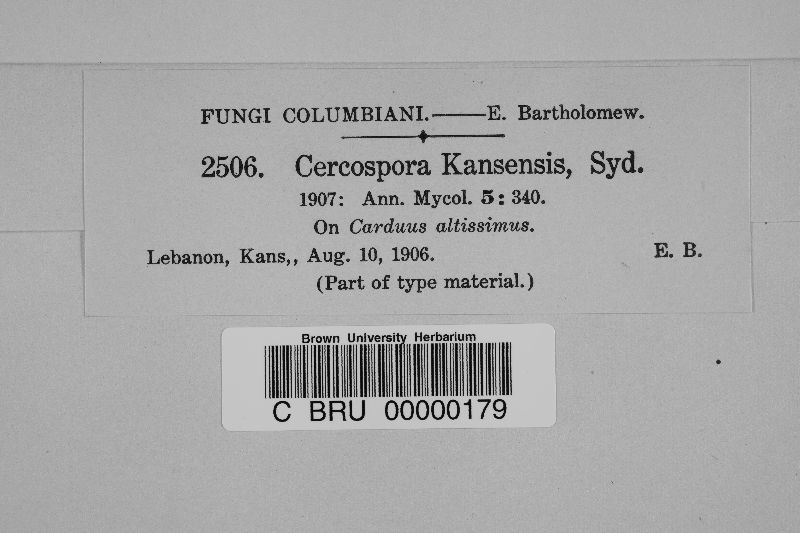 FUNGI COLUMBIANI.——E. Bartholomew.
2506. Cercospora Kansensis, Syd.
1907: Ann. Mycol. 5: 340.
On Carduus altissimus.
Lebanon, Kans,, Aug. 10, 1906. E. B.
(Part of type material.)
Brown University Herbarium
C BRU 00000179